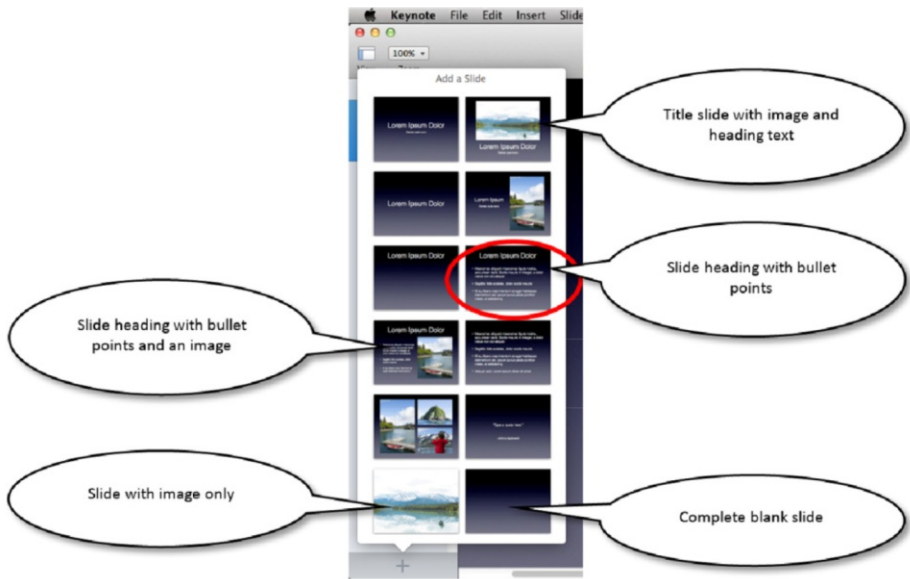 Keynote File Edit Insert Slide
100%
Add a Slide
Lorem Ipsum Dolor
Lorem Ipsum Dolor
Title slide with image and
heading text
Lorem Ipsum Dolor
Lorem Ipsum
Lorem Ipsum Dolor
Lorem Ipsum Dolor
Slide heading with bullet
points
Slide heading with bullet
points and an image
Lorem Ipsum Dolor
Slide with image only
Complete blank slide
+